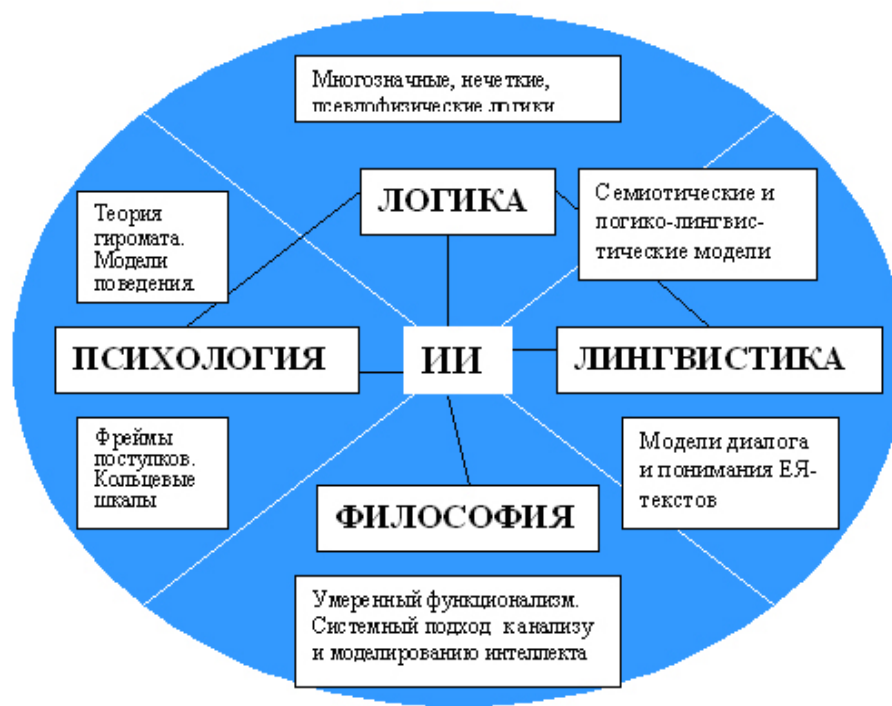 Многозначные, нечеткие,
псевдофизические логики
ЛОГИКА
Теория
гиромата.
Модели
поведения
Семиотические и
логико-лингвис-
тические модели
ПСИХОЛОГИЯ
ИИ
ЛИНГВИСТИКА
Фреймы
поступков.
Кольцевые
шкалы
Модели диалога
и понимания ЕЯ-
текстов
ФИЛОСОФИЯ
Умеренный функционализм.
Системный подход к анализу
и моделированию интеллекта